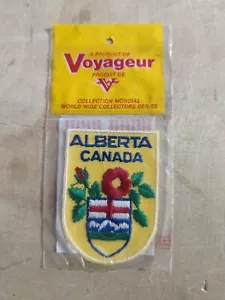 A PRODUCT OF
Voyageur
PRODUIT DE
COLLECTION MONDIAL
WORLD WIDE COLLECTORS SERIES
ALBERTA
CANADA